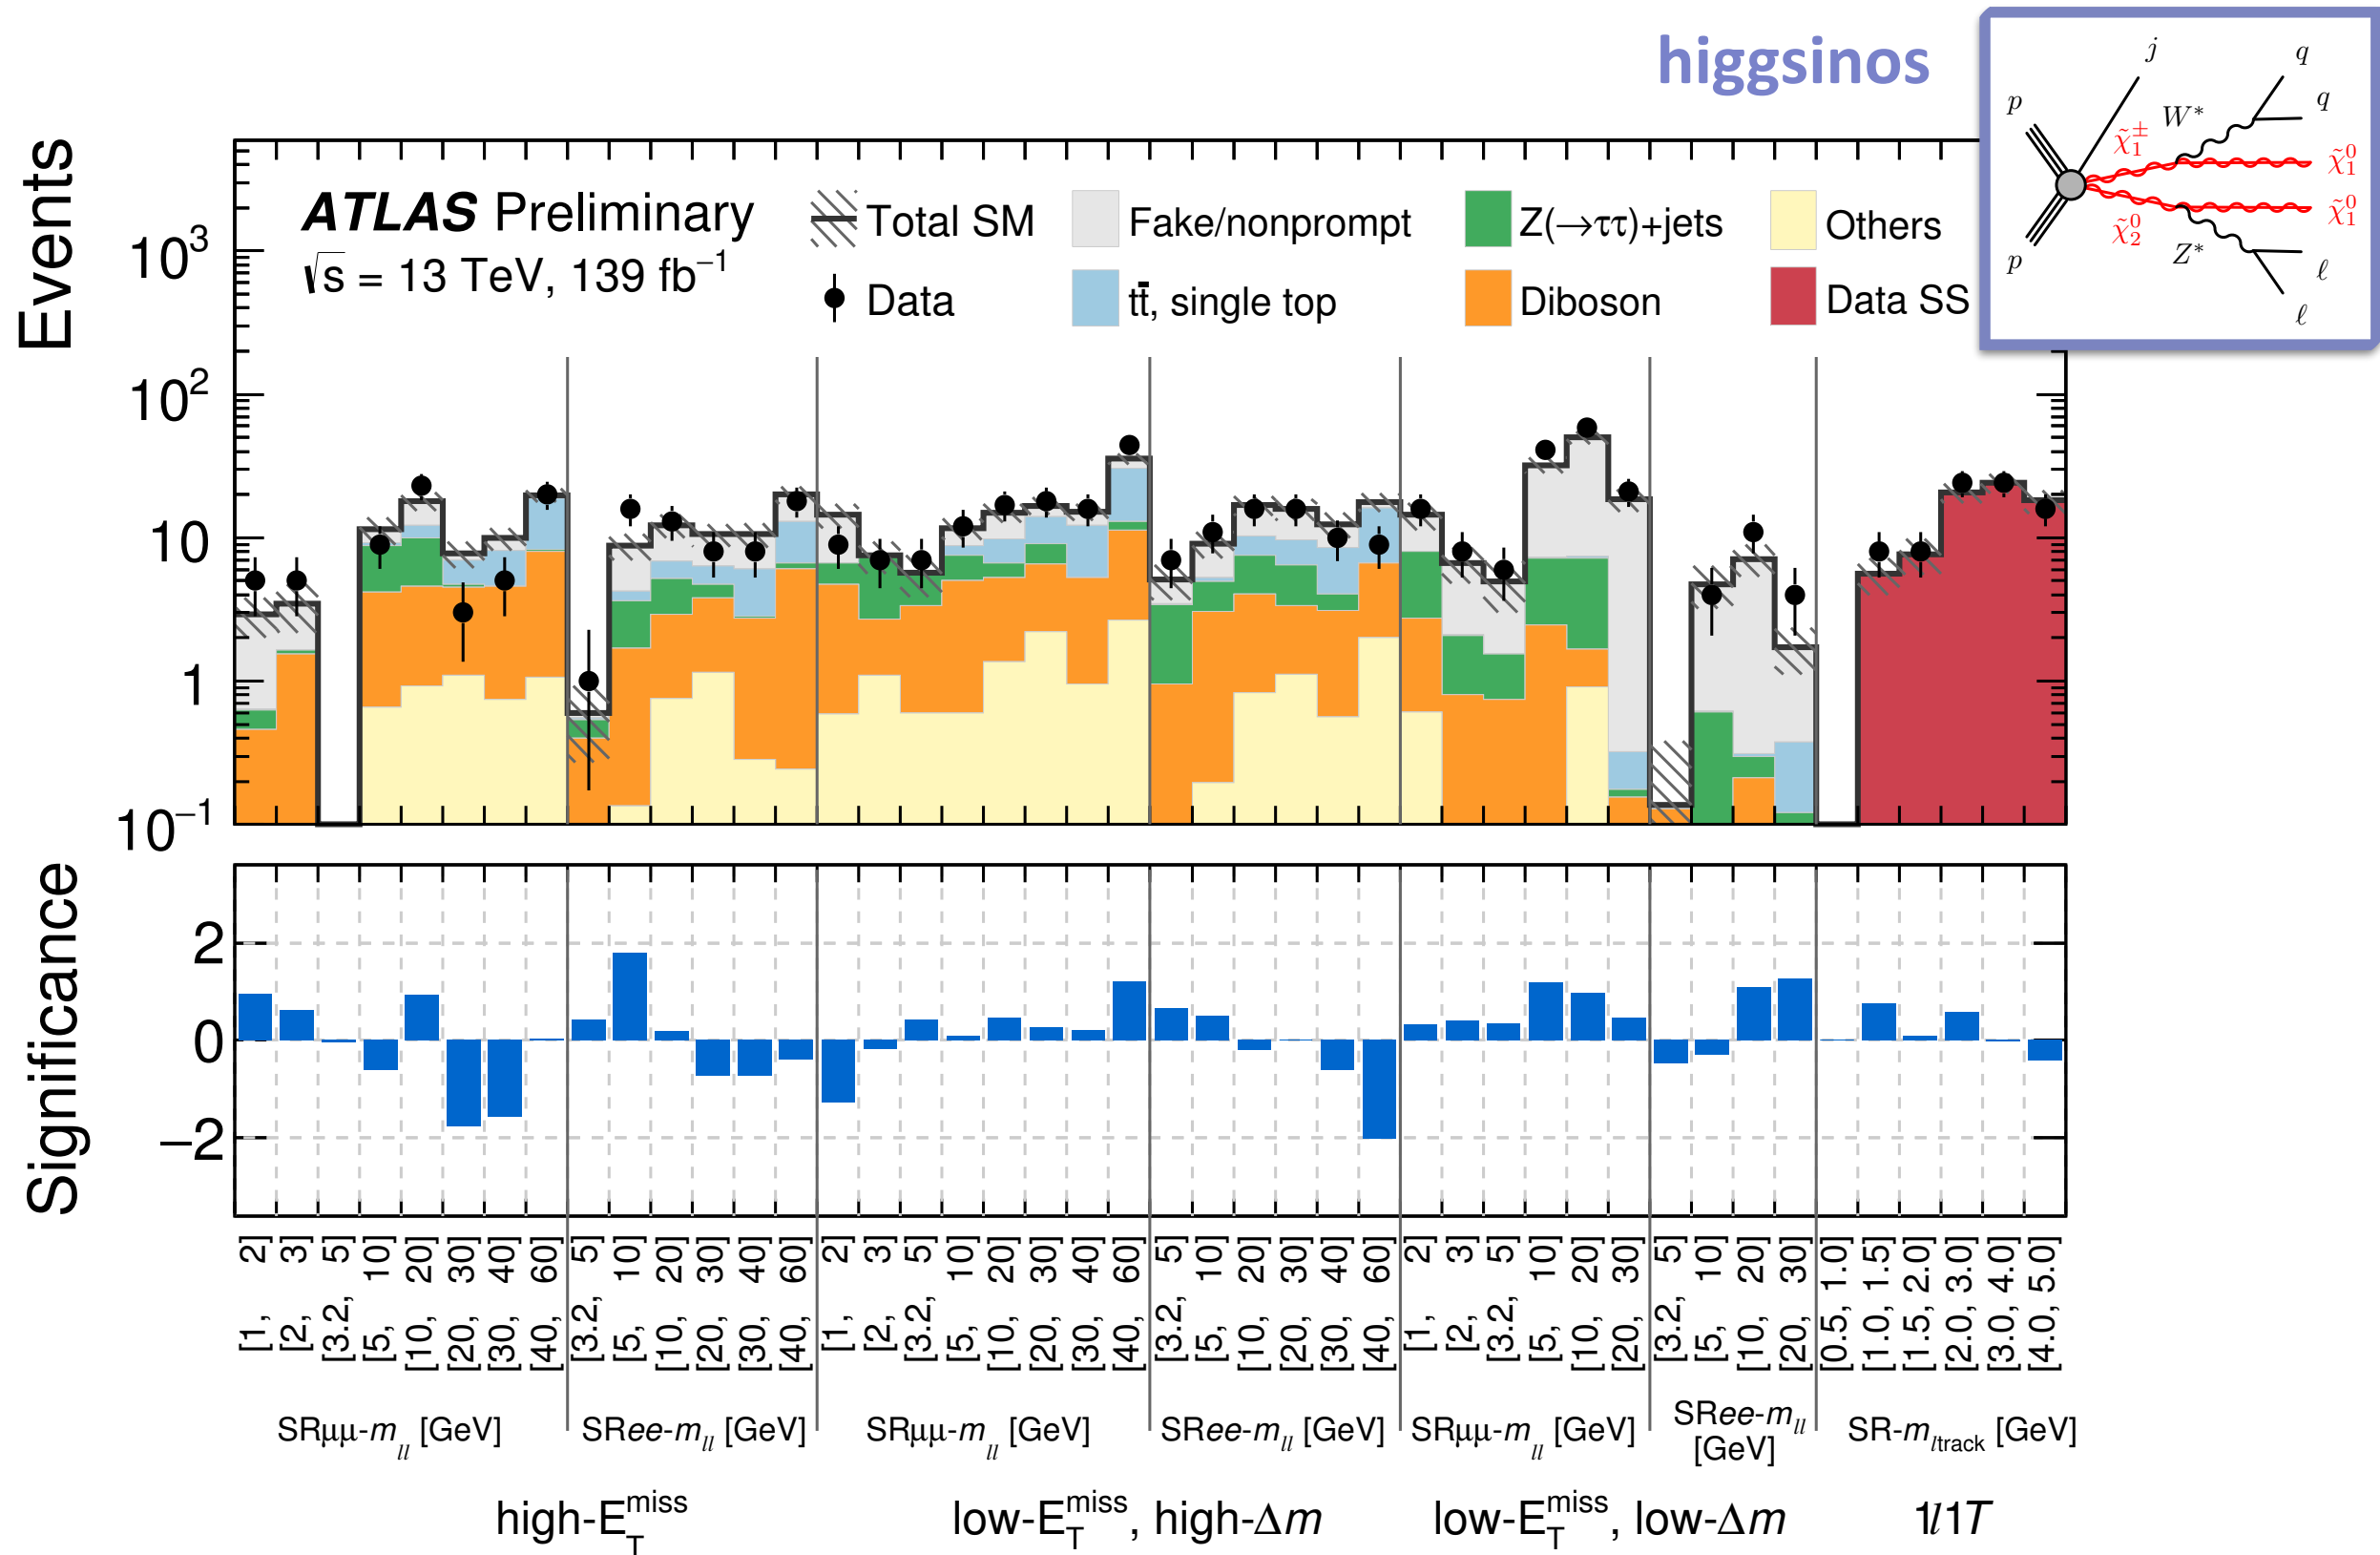 higgsinos
j
q
q
p
W*
χ̃₁±
χ̃₁⁰
χ̃₁⁰
χ̃₂⁰
Z*
p
ℓ
ℓ
Events
ATLAS Preliminary
√s = 13 TeV, 139 fb⁻¹
Total SM
Data
Fake/nonprompt
tt̄, single top
Z(→ττ)+jets
Diboson
Others
Data SS
10³
10²
10
1
10⁻¹
Significance
2
0
−2
[1, 2]
[2, 3]
[3.2, 5]
[5, 10]
[10, 20]
[20, 30]
[30, 40]
[40, 60]
[3.2, 5]
[5, 10]
[10, 20]
[20, 30]
[30, 40]
[40, 60]
[1, 2]
[2, 3]
[3.2, 5]
[5, 10]
[10, 20]
[20, 30]
[30, 40]
[40, 60]
[3.2, 5]
[5, 10]
[10, 20]
[20, 30]
[30, 40]
[40, 60]
[1, 2]
[2, 3]
[3.2, 5]
[5, 10]
[10, 20]
[20, 30]
[3.2, 5]
[5, 10]
[10, 20]
[20, 30]
[0.5, 1.0]
[1.0, 1.5]
[1.5, 2.0]
[2.0, 3.0]
[3.0, 4.0]
[4.0, 5.0]
SRμμ-m_ll [GeV]
SRee-m_ll [GeV]
SRμμ-m_ll [GeV]
SRee-m_ll [GeV]
SRμμ-m_ll [GeV]
SRee-m_ll
[GeV]
SR-m_ltrack [GeV]
high-E_T^miss
low-E_T^miss, high-Δm
low-E_T^miss, low-Δm
1l1T